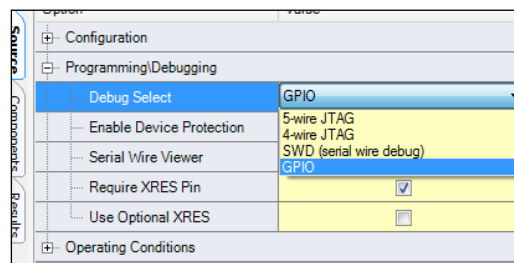 Option Value
Source
Configuration
Programming\Debugging
Debug Select GPIO
5-wire JTAG
4-wire JTAG
SWD (serial wire debug)
GPIO
Components
Enable Device Protection
Serial Wire Viewer
Require XRES Pin
Results
Use Optional XRES
Operating Conditions